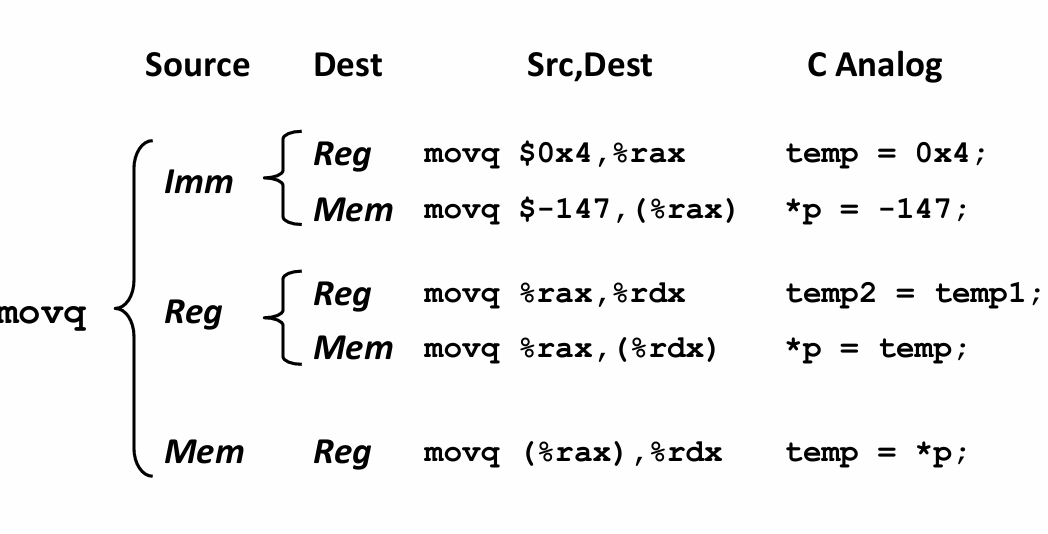 Source Dest Src,Dest C Analog
Imm Reg movq $0x4,%rax temp = 0x4;
Mem movq $-147,(%rax) *p = -147;
movq Reg Reg movq %rax,%rdx temp2 = temp1;
Mem movq %rax,(%rdx) *p = temp;
Mem Reg movq (%rax),%rdx temp = *p;